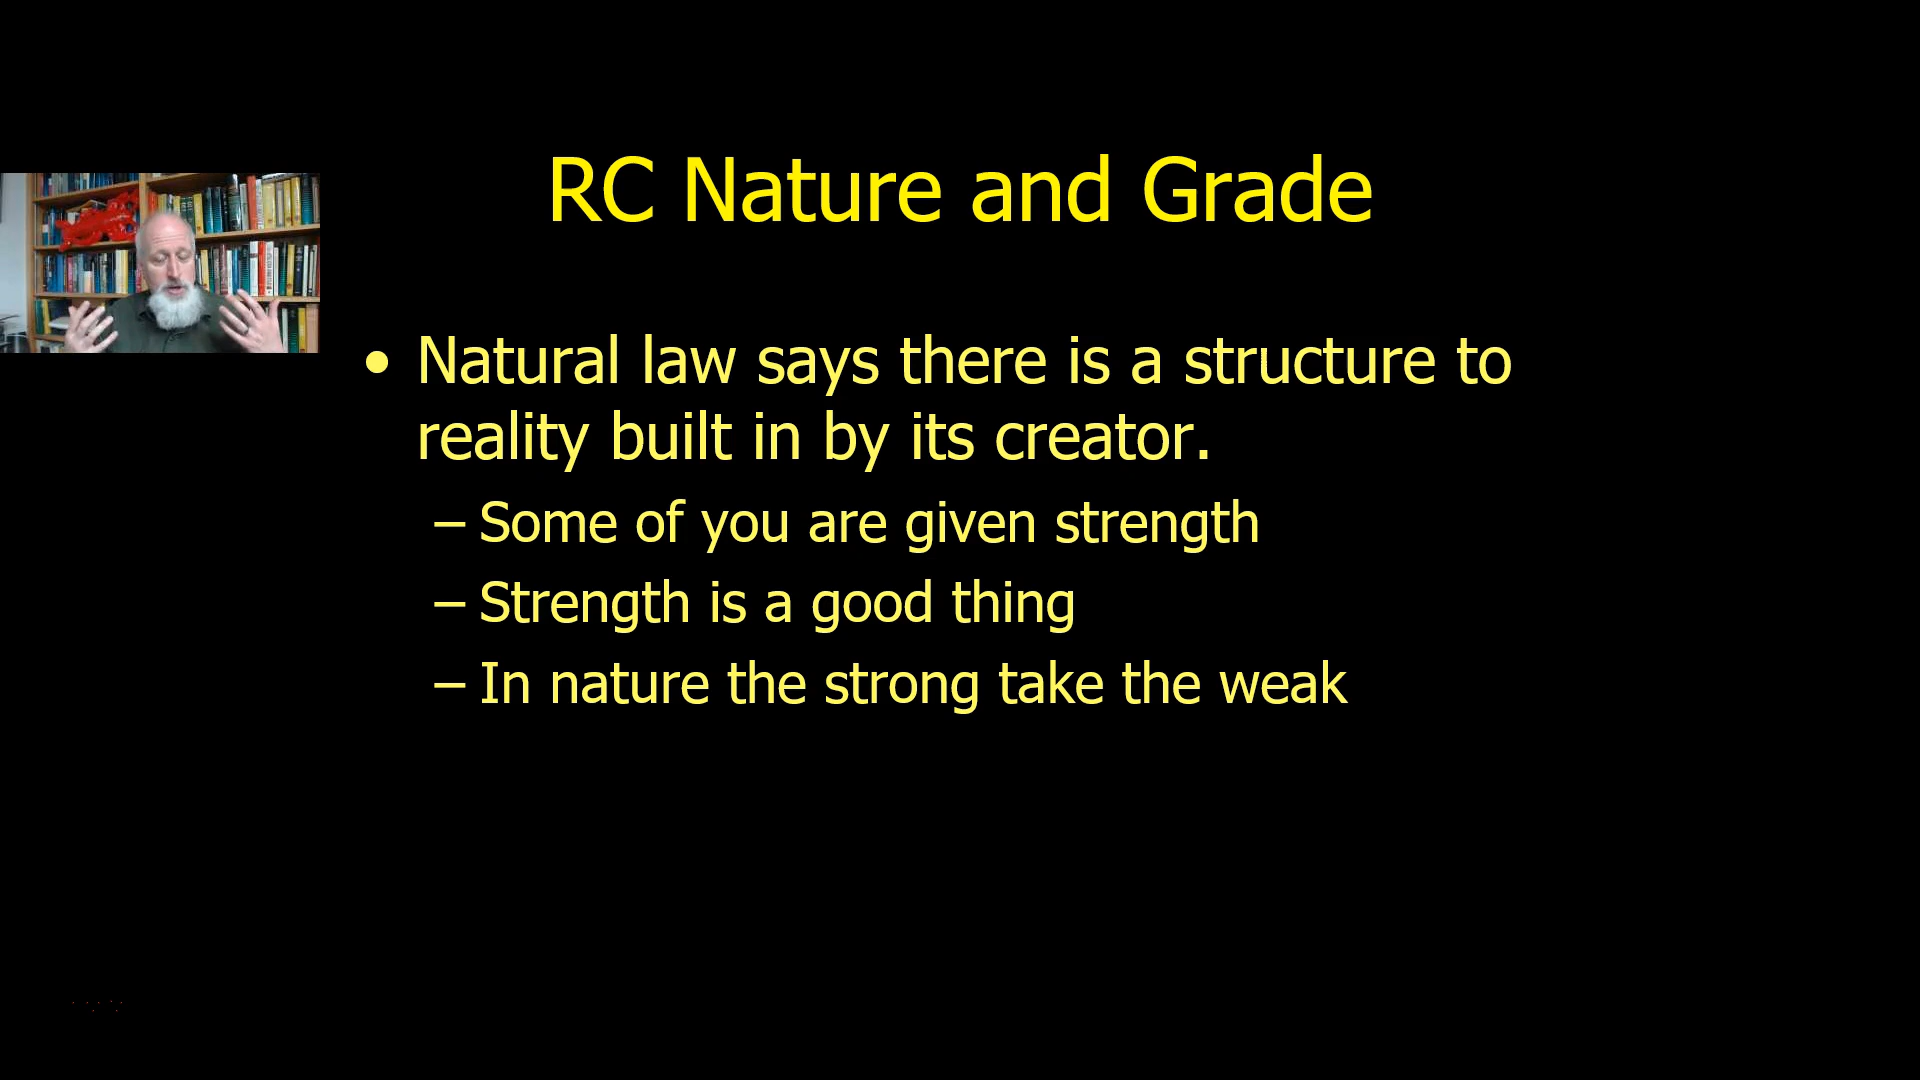 RC Nature and Grade
• Natural law says there is a structure to
reality built in by its creator.
– Some of you are given strength
– Strength is a good thing
– In nature the strong take the weak